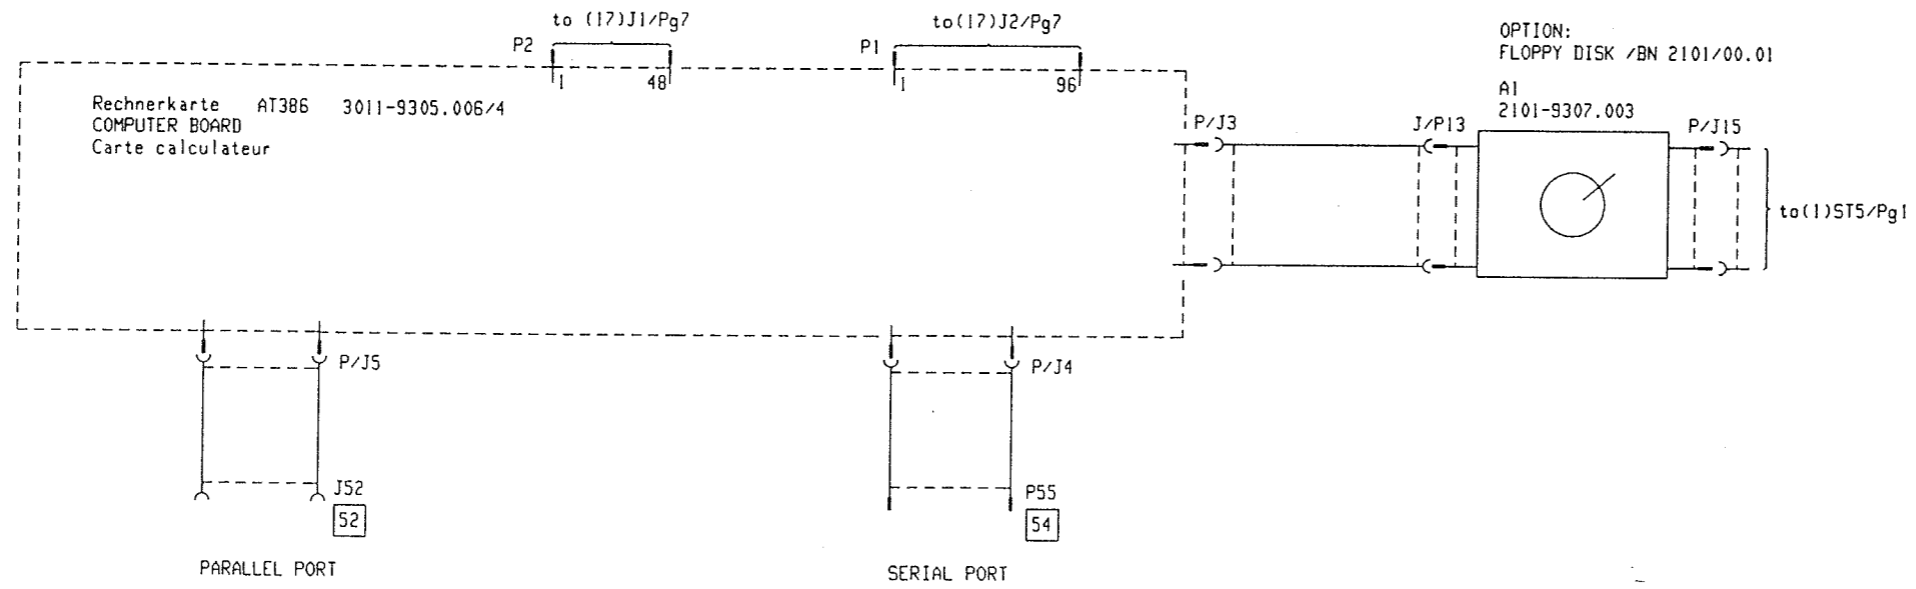 to (17)J1/Pg7
to(17)J2/Pg7
OPTION:
FLOPPY DISK /BN 2101/00.01
P2
P1
1
48
1
96
A1
2101-9307.003
Rechnerkarte AT386 3011-9305.006/4
COMPUTER BOARD
Carte calculateur
P/J3
J/P13
P/J15
to(1)ST5/Pg1
P/J5
P/J4
J52
52
P55
54
PARALLEL PORT
SERIAL PORT